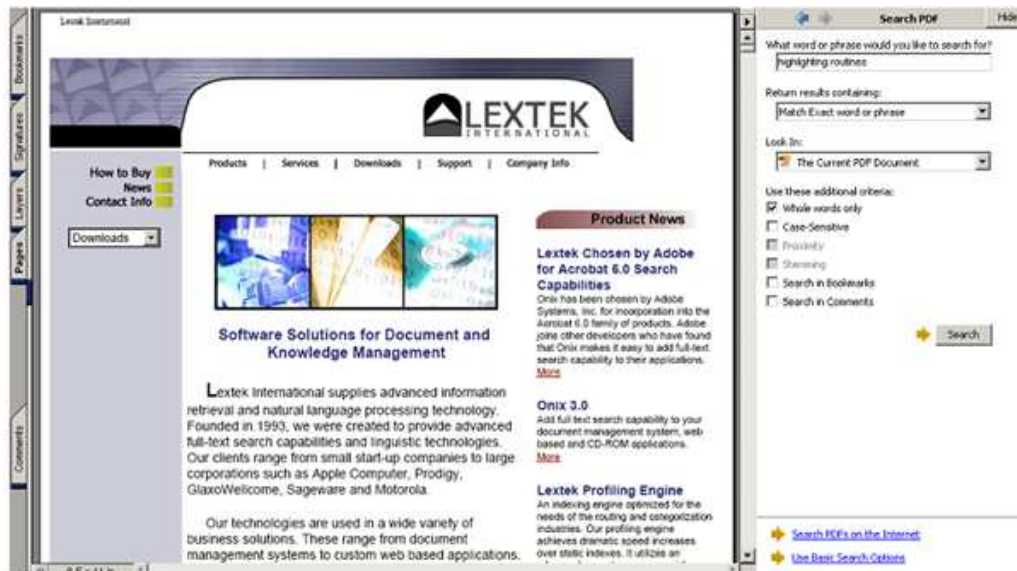 Lextek International
Bookmarks
Signatures
Layers
Pages
Comments
LEXTEK
INTERNATIONAL
Products | Services | Downloads | Support | Company Info
How to Buy
News
Contact Info
Downloads
Software Solutions for Document and
Knowledge Management
Lextek International supplies advanced information
retrieval and natural language processing technology.
Founded in 1993, we were created to provide advanced
full-text search capabilities and linguistic technologies.
Our clients range from small start-up companies to large
corporations such as Apple Computer, Prodigy,
GlaxoWellcome, Sageware and Motorola.
Our technologies are used in a wide variety of
business solutions. These range from document
management systems to custom web based applications.
Product News
Lextek Chosen by Adobe
for Acrobat 6.0 Search
Capabilities
Onix has been chosen by Adobe
Systems, Inc. for incorporation into the
Acrobat 6.0 family of products. Adobe
joins other developers who have found
that Onix makes it easy to add full-text
search capability to their applications.
More
Onix 3.0
Add full text search capability to your
document management system, web
based and CD-ROM applications.
More
Lextek Profiling Engine
An indexing engine optimized for the
needs of the routing and categorization
industries. Our profiling engine
achieves dramatic speed increases
over static indexes. It utilizes an
Search PDF
Hide
What word or phrase would you like to search for?
highlighting routines
Return results containing:
Match Exact word or phrase
Look In:
The Current PDF Document
Use these additional criteria:
Whole words only
Case-Sensitive
Proximity
Stemming
Search in Bookmarks
Search in Comments
Search
Search PDFs on the Internet
Use Basic Search Options